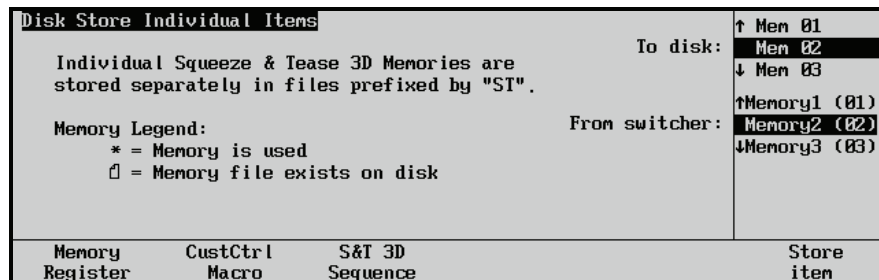 Disk Store Individual Items
Individual Squeeze & Tease 3D Memories are
stored separately in files prefixed by "ST".
Memory Legend:
* = Memory is used
= Memory file exists on disk
To disk:
↑ Mem 01
Mem 02
↓ Mem 03
From switcher:
↑Memory1 (01)
Memory2 (02)
↓Memory3 (03)
Memory Register
CustCtrl Macro
S&T 3D Sequence
Store item